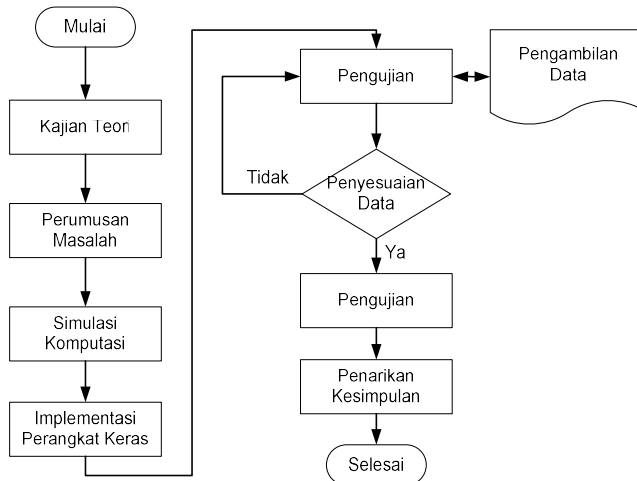 Mulai
Kajian Teori
Perumusan
Masalah
Simulasi
Komputasi
Implementasi
Perangkat Keras
Pengujian
Pengambilan
Data
Penyesuaian
Data
Tidak
Ya
Pengujian
Penarikan
Kesimpulan
Selesai